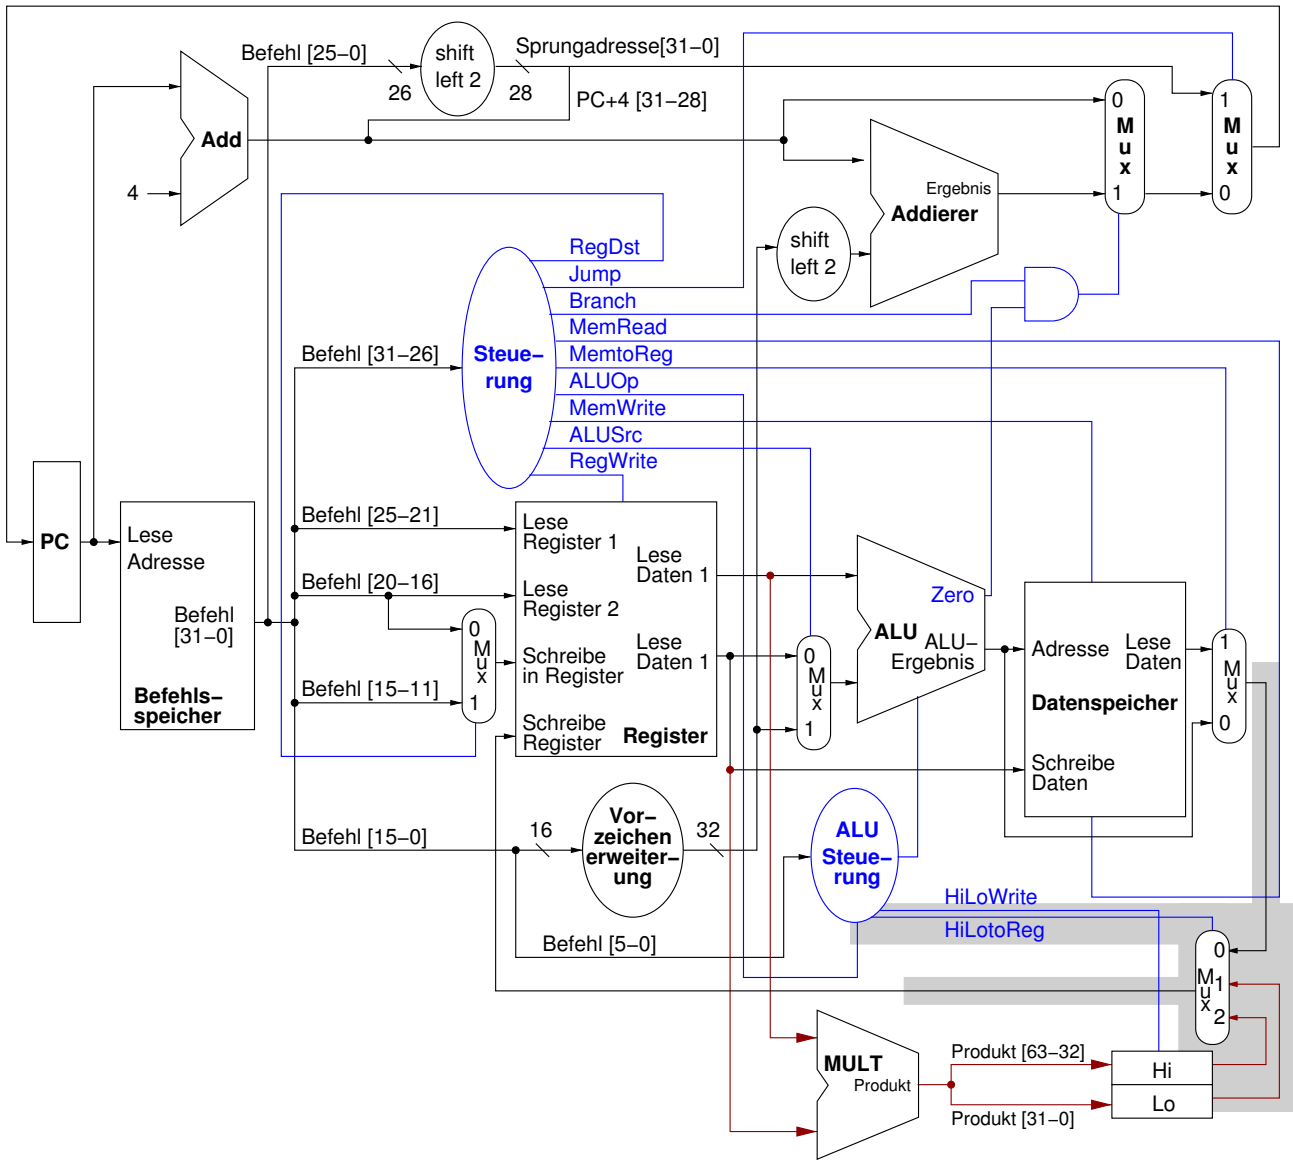 Befehl [25−0]
shift
left 2
Sprungadresse[31−0]
26
28
PC+4 [31−28]
Add
4
0
M
u
x
1
1
M
u
x
0
Ergebnis
Addierer
shift
left 2
RegDst
Jump
Branch
MemRead
MemtoReg
ALUOp
MemWrite
ALUSrc
RegWrite
Steue−
rung
Befehl [31−26]
PC
Lese
Adresse
Befehl
[31−0]
Befehls−
speicher
Befehl [25−21]
Befehl [20−16]
Befehl [15−11]
0
M
u
x
1
Lese
Register 1
Lese
Register 2
Schreibe
in Register
Schreibe
Register
Lese
Daten 1
Lese
Daten 1
Register
0
M
u
x
1
Zero
ALU
ALU−
Ergebnis
Adresse
Lese
Daten
Datenspeicher
Schreibe
Daten
1
M
u
x
0
Befehl [15−0]
16
Vor−
zeichen
erweiter−
ung
32
ALU
Steue−
rung
Befehl [5−0]
HiLoWrite
HiLotoReg
0
M
u
x
1
2
MULT
Produkt
Produkt [63−32]
Produkt [31−0]
Hi
Lo